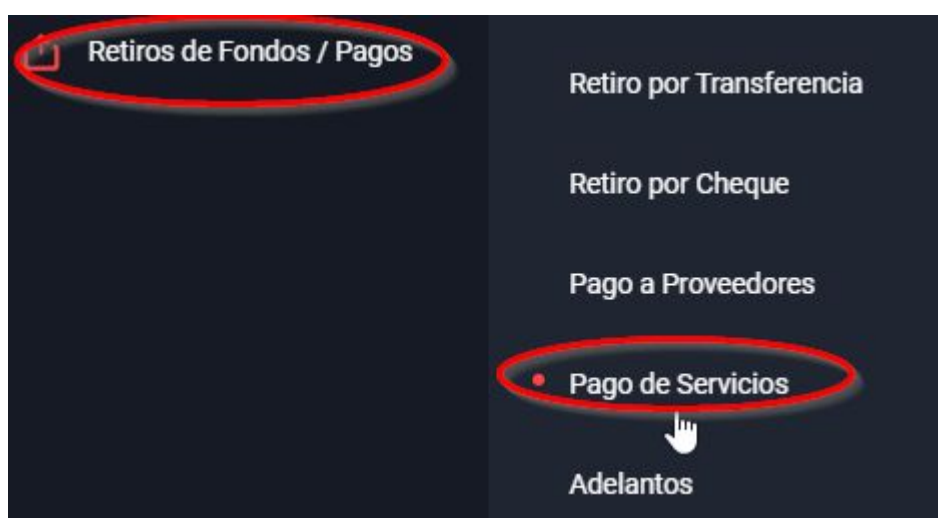 Retiros de Fondos / Pagos
Retiro por Transferencia
Retiro por Cheque
Pago a Proveedores
Pago de Servicios
Adelantos